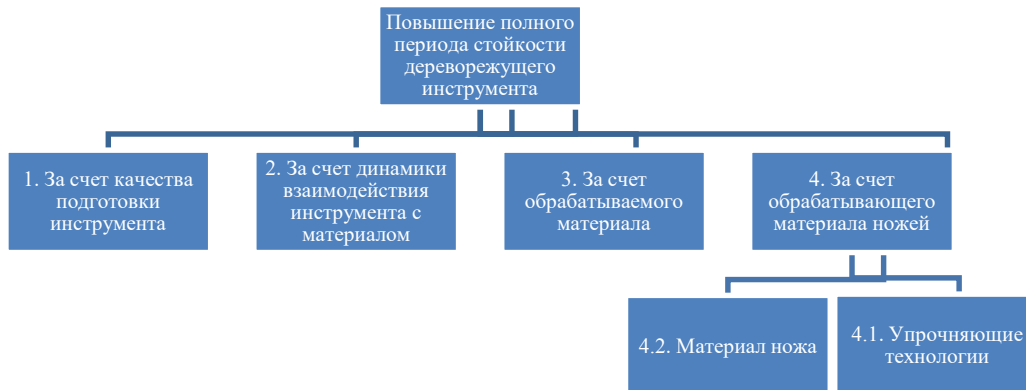 Повышение полного
периода стойкости
дереворежущего
инструмента
1. За счет качества
подготовки
инструмента
2. За счет динамики
взаимодействия
инструмента с
материалом
3. За счет
обрабатываемого
материала
4. За счет
обрабатывающего
материала ножей
4.2. Материал ножа
4.1. Упрочняющие
технологии